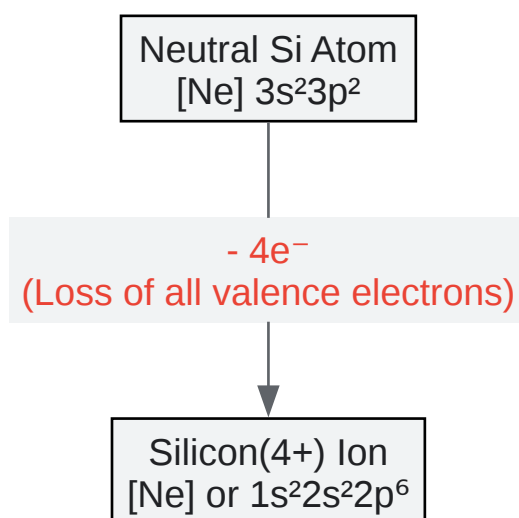 Neutral Si Atom
[Ne] 3s²3p²
- 4e⁻
(Loss of all valence electrons)
Silicon(4+) Ion
[Ne] or 1s²2s²2p⁶